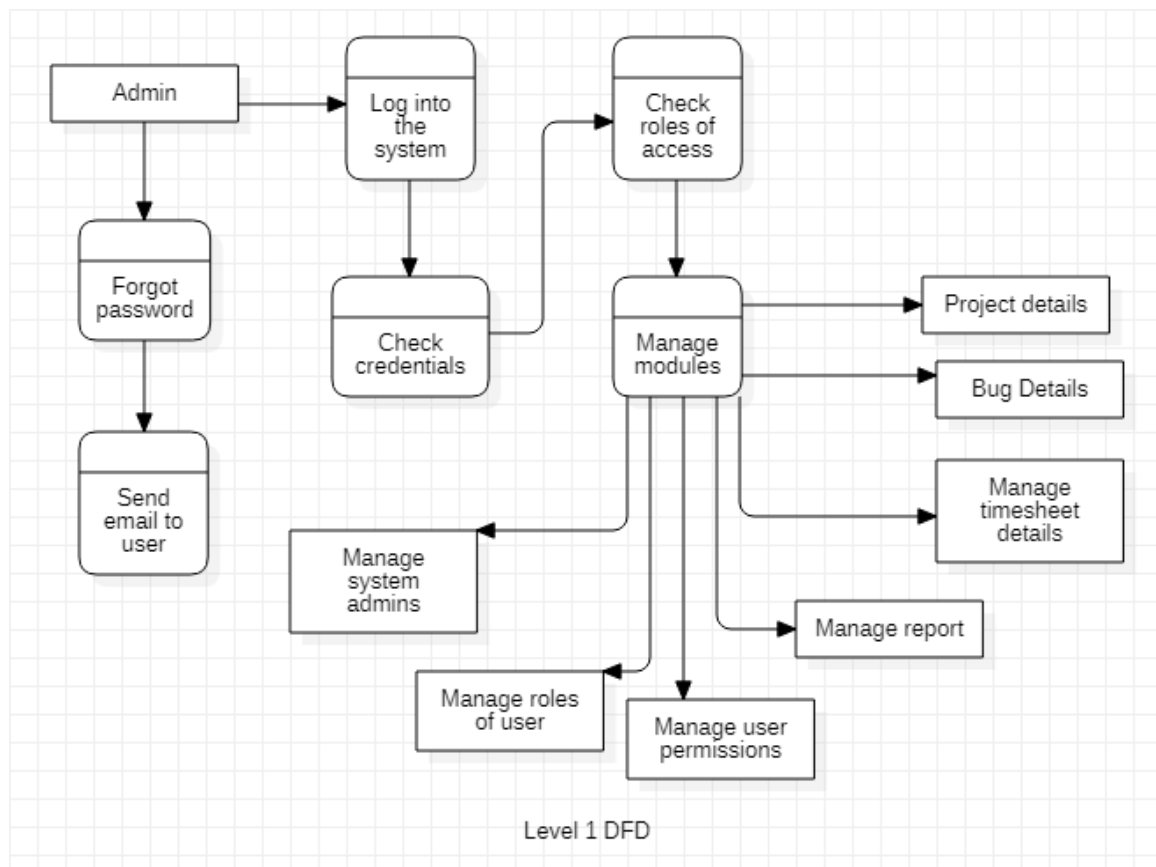 Admin
Log into
the
system
Check
roles of
access
Forgot
password
Check
credentials
Manage
modules
Project details
Bug Details
Manage
timesheet
details
Send
email to
user
Manage
system
admins
Manage report
Manage roles
of user
Manage user
permissions
Level 1 DFD